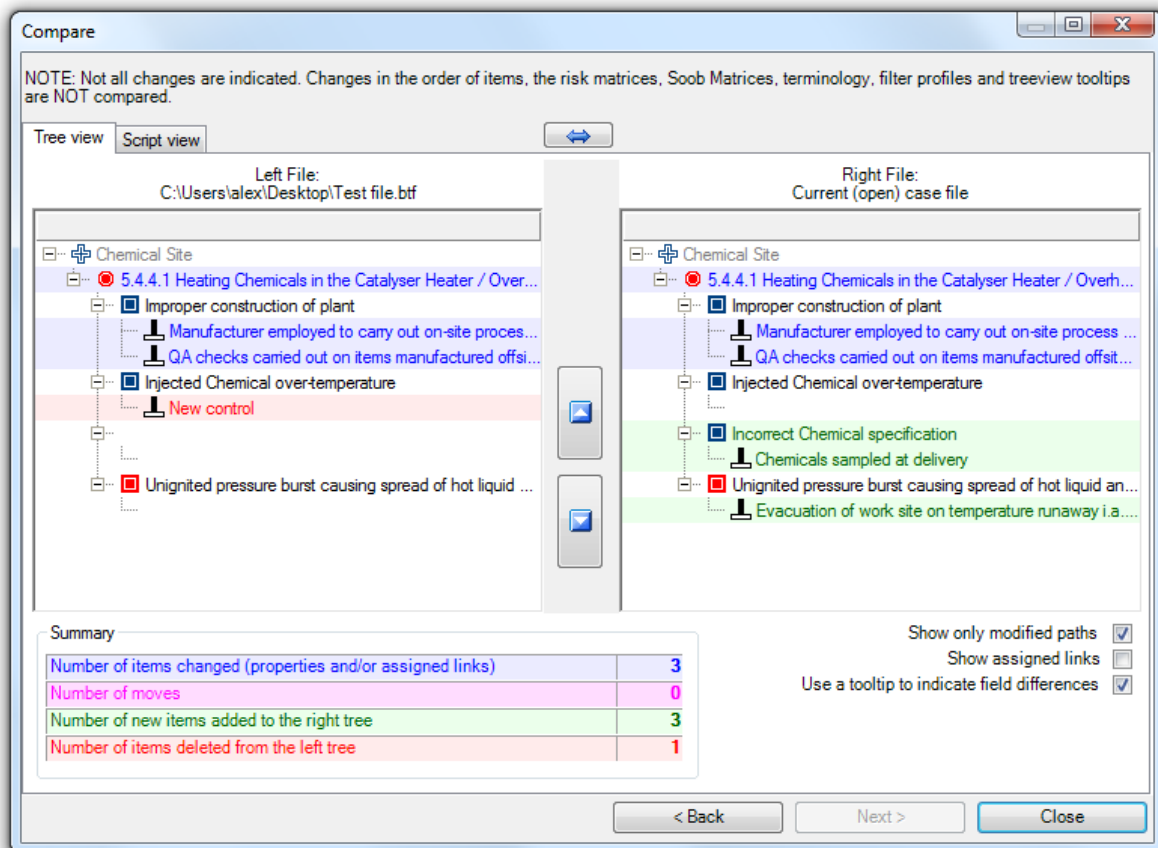 Compare
NOTE: Not all changes are indicated. Changes in the order of items, the risk matrices, Soob Matrices, terminology, filter profiles and treeview tooltips
are NOT compared.
Tree view
Script view
Left File:
C:\Users\alex\Desktop\Test file.btf
Right File:
Current (open) case file
Chemical Site
5.4.4.1 Heating Chemicals in the Catalyser Heater / Over...
Improper construction of plant
Manufacturer employed to carry out on-site proces...
QA checks carried out on items manufactured offsi...
Injected Chemical over-temperature
New control
Unignited pressure burst causing spread of hot liquid ...
Chemical Site
5.4.4.1 Heating Chemicals in the Catalyser Heater / Overh...
Improper construction of plant
Manufacturer employed to carry out on-site process ...
QA checks carried out on items manufactured offsit...
Injected Chemical over-temperature
Incorrect Chemical specification
Chemicals sampled at delivery
Unignited pressure burst causing spread of hot liquid an...
Evacuation of work site on temperature runaway i.a....
Summary
Number of items changed (properties and/or assigned links) 3
Number of moves 0
Number of new items added to the right tree 3
Number of items deleted from the left tree 1
Show only modified paths
Show assigned links
Use a tooltip to indicate field differences
< Back
Next >
Close